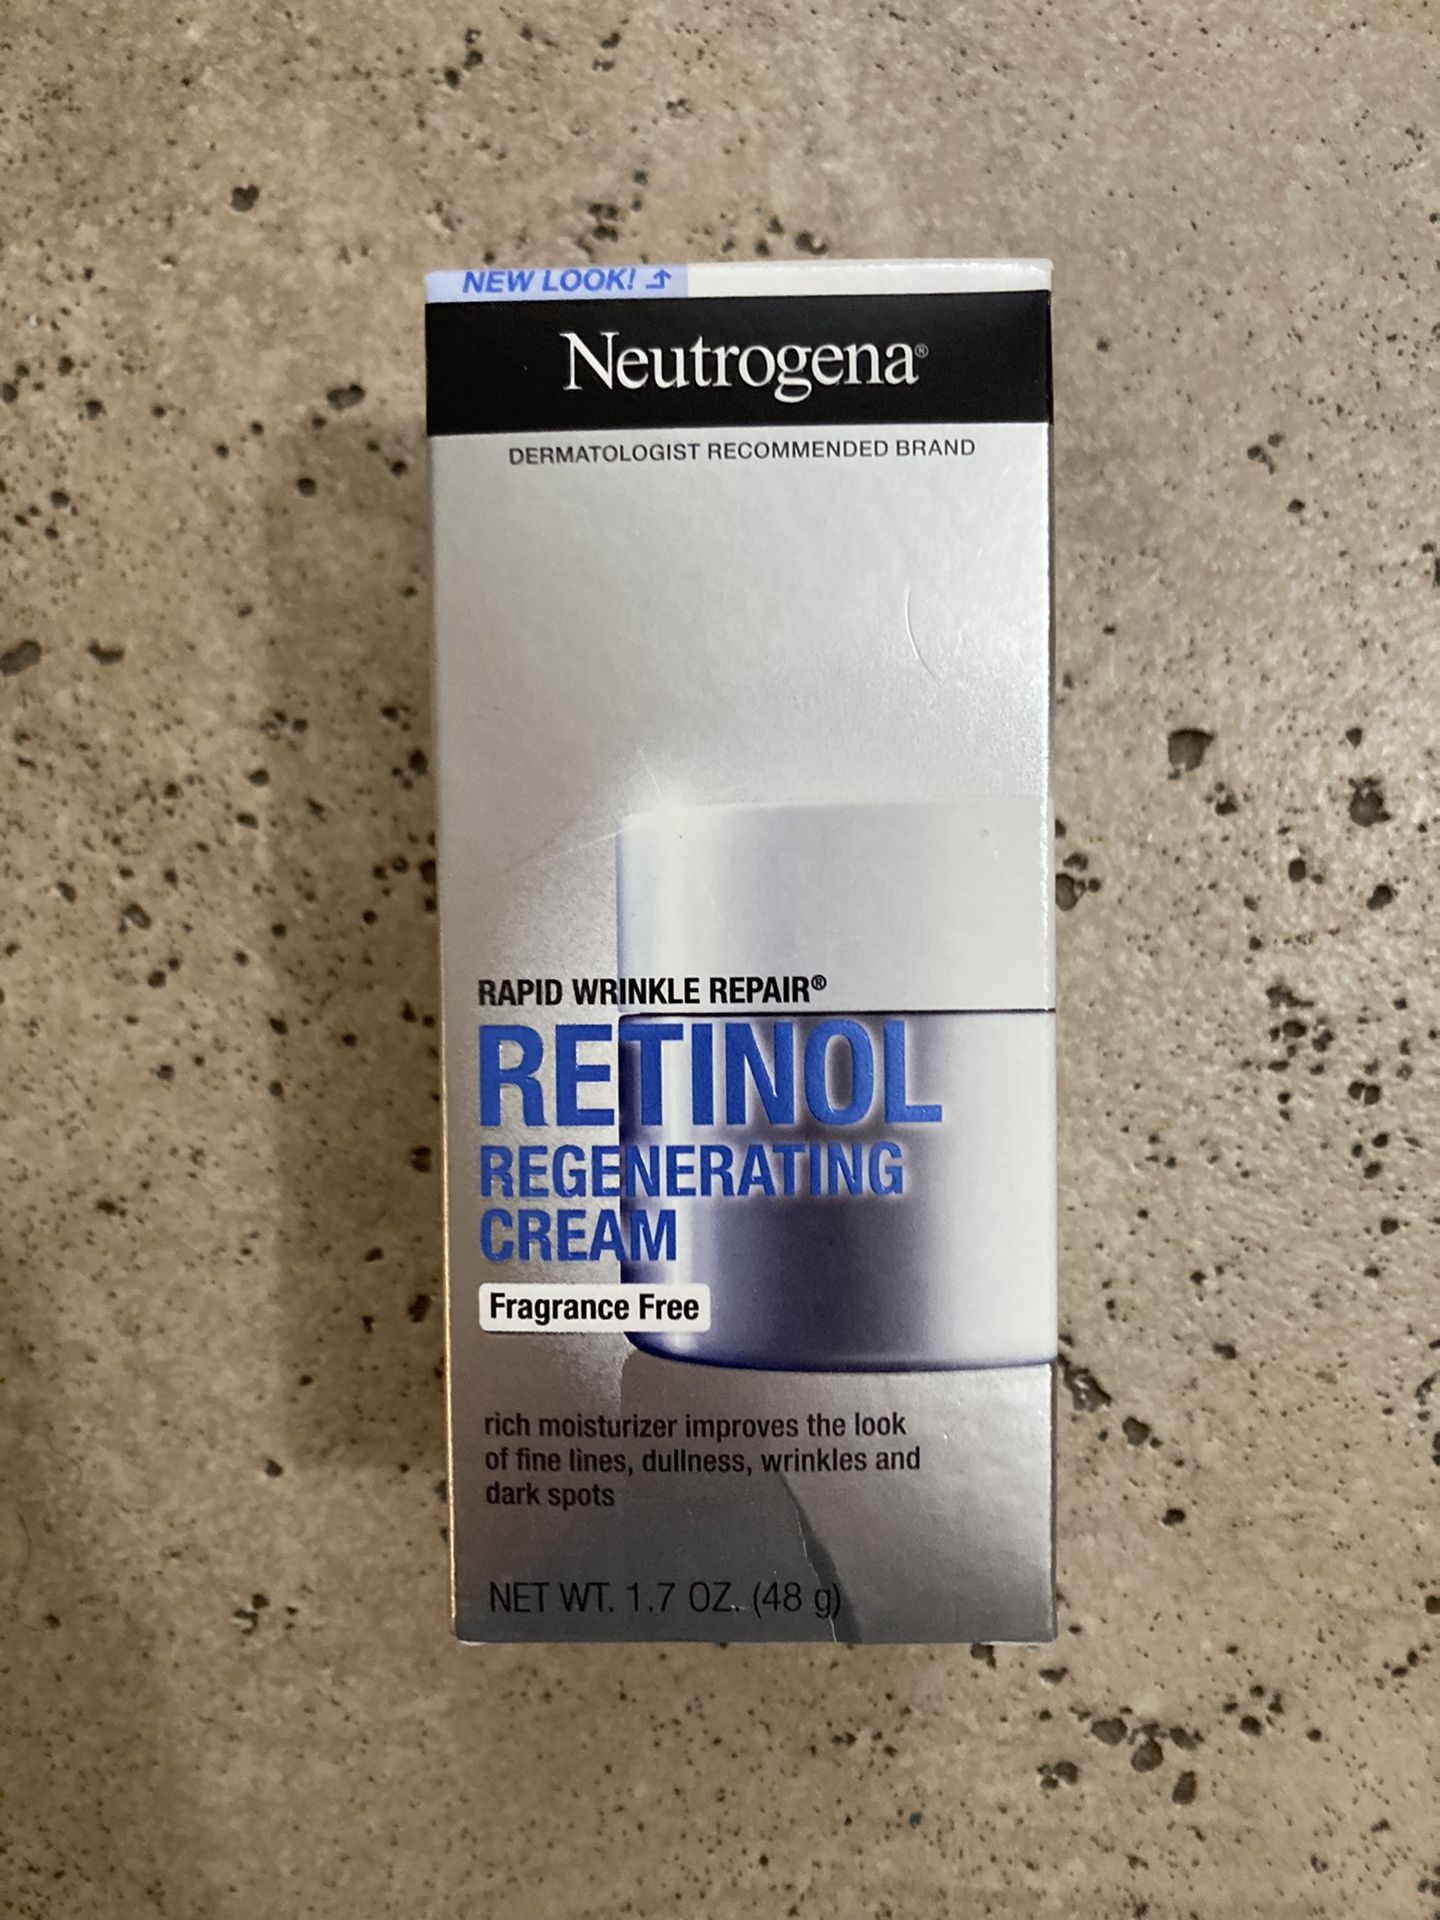 NEW LOOK! ↥
Neutrogena®
DERMATOLOGIST RECOMMENDED BRAND
RAPID WRINKLE REPAIR®
RETINOL
REGENERATING
CREAM
Fragrance Free
rich moisturizer improves the look
of fine lines, dullness, wrinkles and
dark spots
NET WT. 1.7 OZ. (48 g)